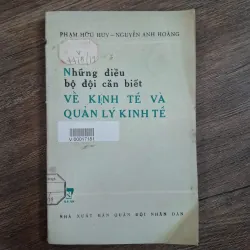 PHẠM HỮU HUY - NGUYỄN ANH HOÀNG
Những điều
bộ đội cần biết
VỀ KINH TẾ VÀ
QUẢN LÝ KINH TẾ
NHÀ XUẤT BẢN QUÂN ĐỘI NHÂN DÂN